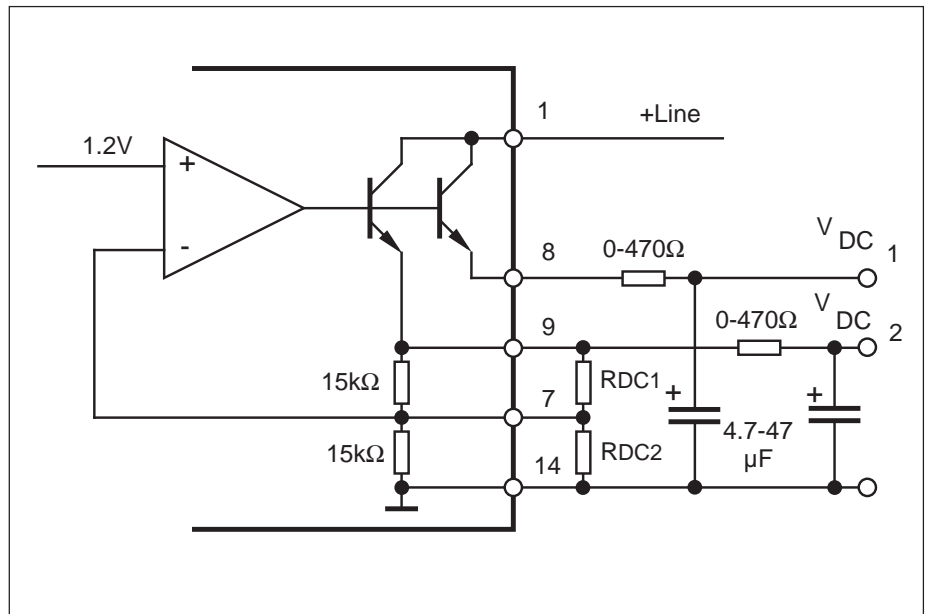 1
+Line
1.2V
+
-
8
0-470Ω
V DC 1
9
0-470Ω
V DC 2
15kΩ
RDC1
7
+
+
4.7-47
µF
15kΩ
RDC2
14